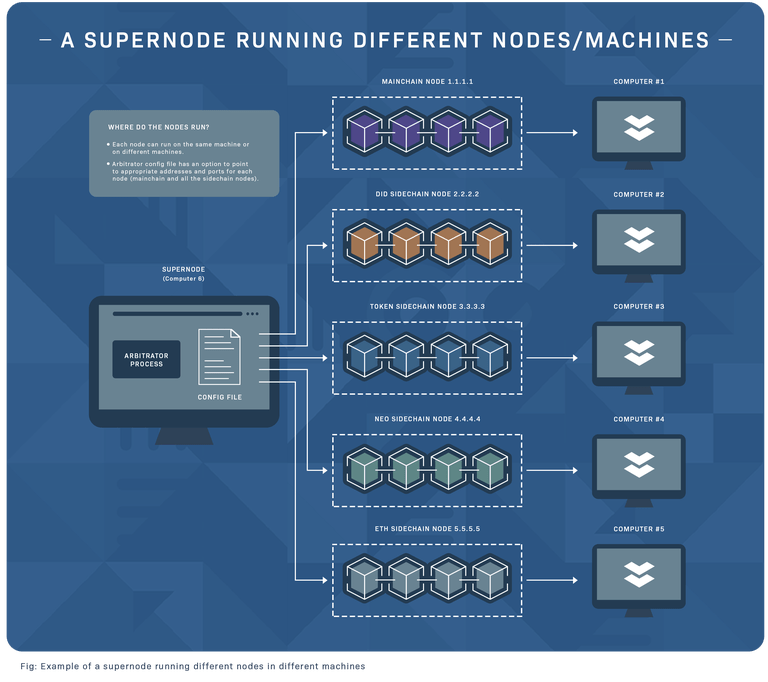 A SUPERNODE RUNNING DIFFERENT NODES/MACHINES
WHERE DO THE NODES RUN?
• Each node can run on the same machine or
on different machines.
• Arbitrator config file has an option to point
to appropriate addresses and ports for each
node (mainchain and all the sidechain nodes).
SUPERNODE
(Computer 6)
ARBITRATOR
PROCESS
CONFIG FILE
MAINCHAIN NODE 1.1.1.1
COMPUTER #1
DID SIDECHAIN NODE 2.2.2.2
COMPUTER #2
TOKEN SIDECHAIN NODE 3.3.3.3
COMPUTER #3
NEO SIDECHAIN NODE 4.4.4.4
COMPUTER #4
ETH SIDECHAIN NODE 5.5.5.5
COMPUTER #5
Fig: Example of a supernode running different nodes in different machines